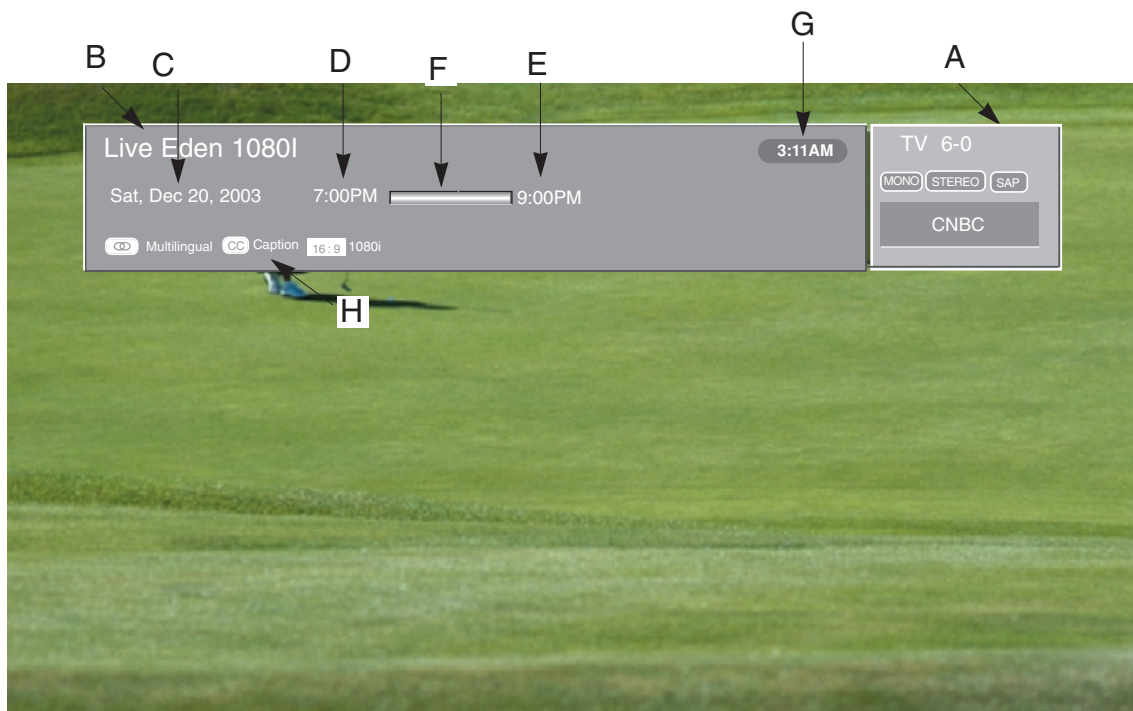 B C D F E G A
Live Eden 1080I 3:11AM TV 6-0
Sat, Dec 20, 2003 7:00PM 9:00PM MONO STEREO SAP
CNBC
Multilingual CC Caption 16:9 1080i
H